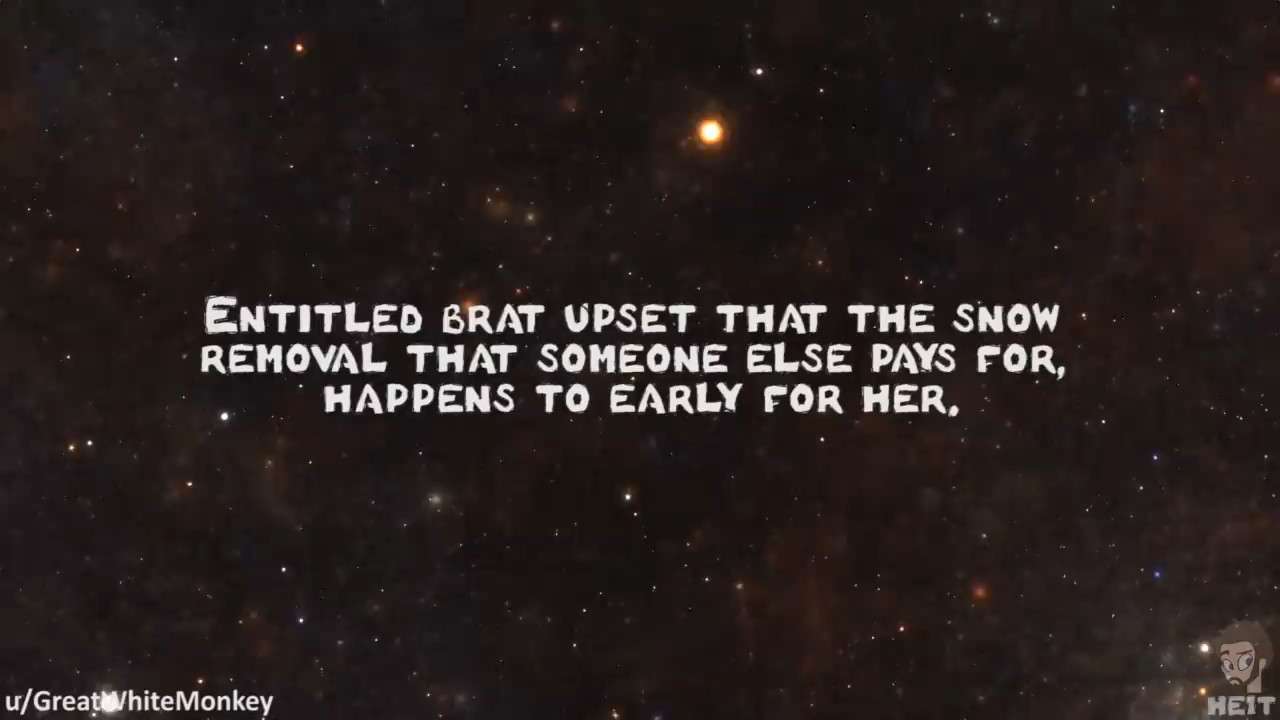 ENTITLED BRAT UPSET THAT THE SNOW
REMOVAL THAT SOMEONE ELSE PAYS FOR,
HAPPENS TO EARLY FOR HER.
u/GreatWhiteMonkey
HEIT